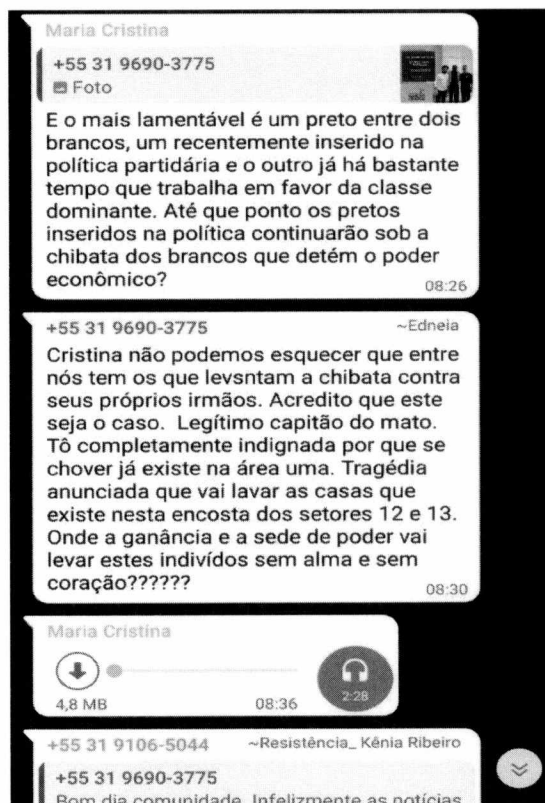 Maria Cristina
+55 31 9690-3775
Foto
E o mais lamentável é um preto entre dois
brancos, um recentemente inserido na
política partidária e o outro já há bastante
tempo que trabalha em favor da classe
dominante. Até que ponto os pretos
inseridos na política continuarão sob a
chibata dos brancos que detém o poder
econômico?
08:26
+55 31 9690-3775 ~Edneia
Cristina não podemos esquecer que entre
nós tem os que levsntam a chibata contra
seus próprios irmãos. Acredito que este
seja o caso. Legítimo capitão do mato.
Tô completamente indignada por que se
chover já existe na área uma. Tragédia
anunciada que vai lavar as casas que
existe nesta encosta dos setores 12 e 13.
Onde a ganância e a sede de poder vai
levar estes indivídos sem alma e sem
coração??????
08:30
Maria Cristina
4,8 MB 08:36 2:28
+55 31 9106-5044 ~Resistência_ Kênia Ribeiro
+55 31 9690-3775
Bom dia comunidade. Infelizmente as notícias